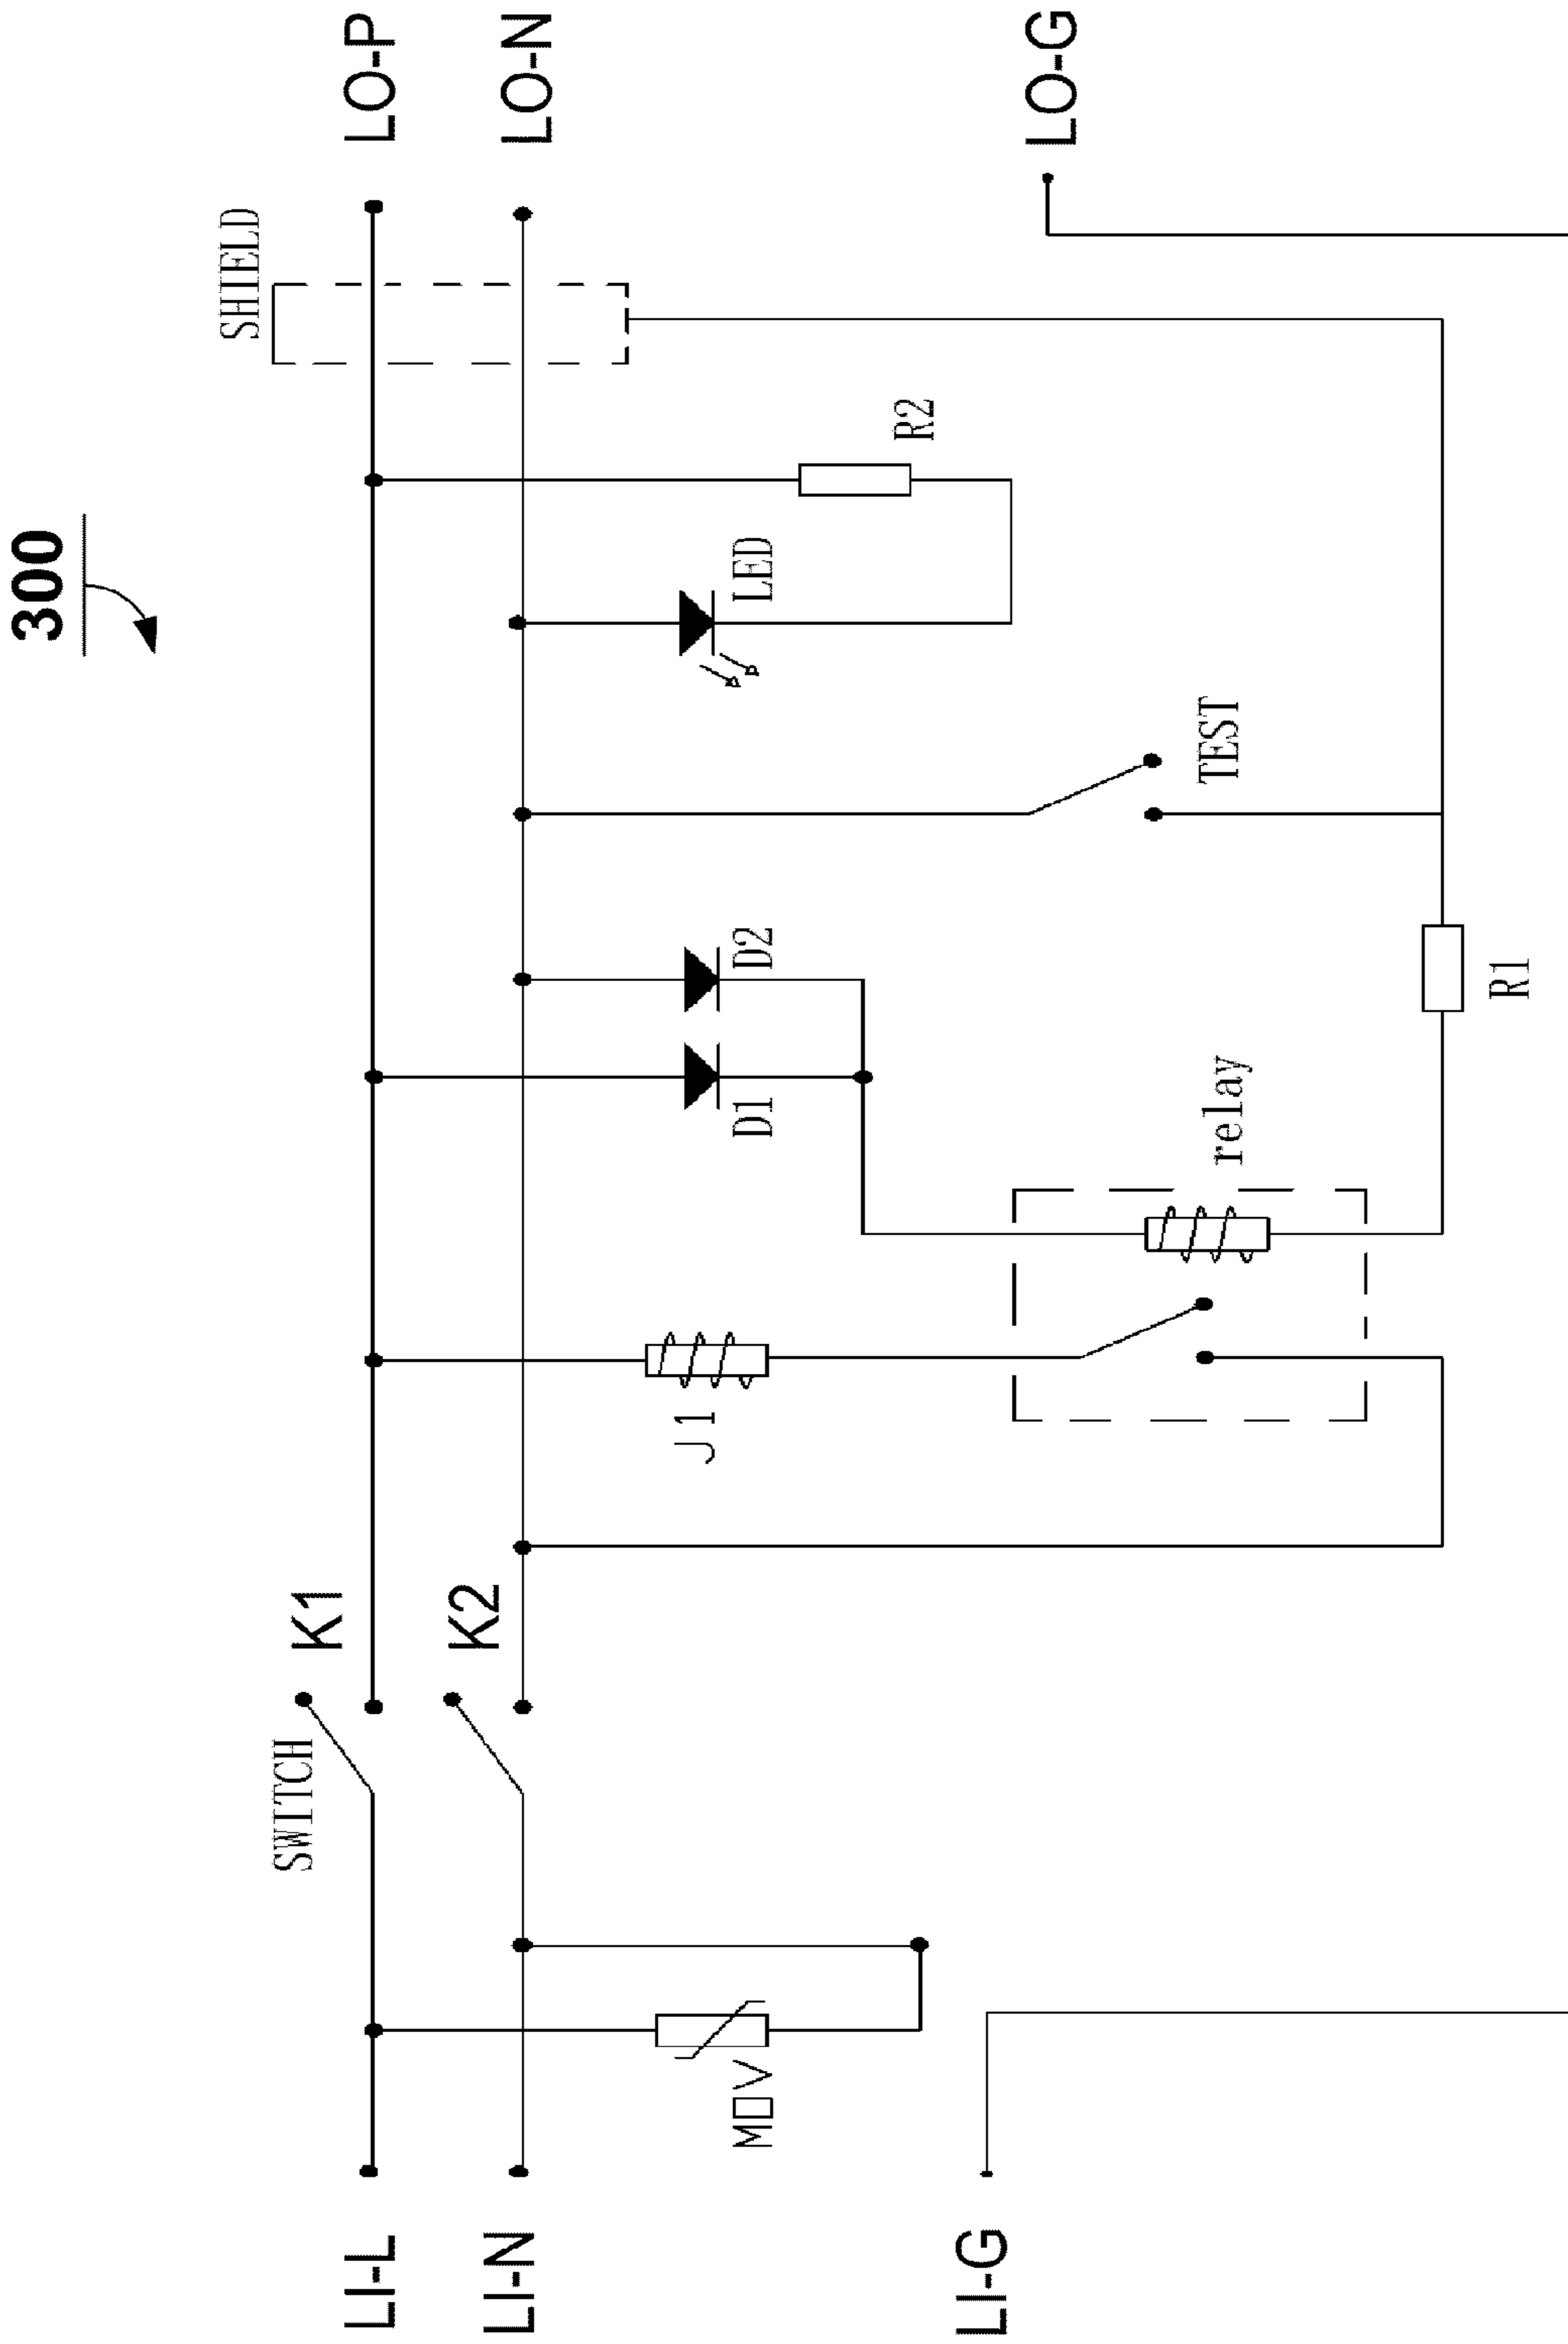 300
SHIELD
LO-P
LO-N
LO-G
R2
LED
TEST
D2
D1
R1
relay
J1
K1
K2
SWITCH
MOV
LI-L
LI-N
LI-G